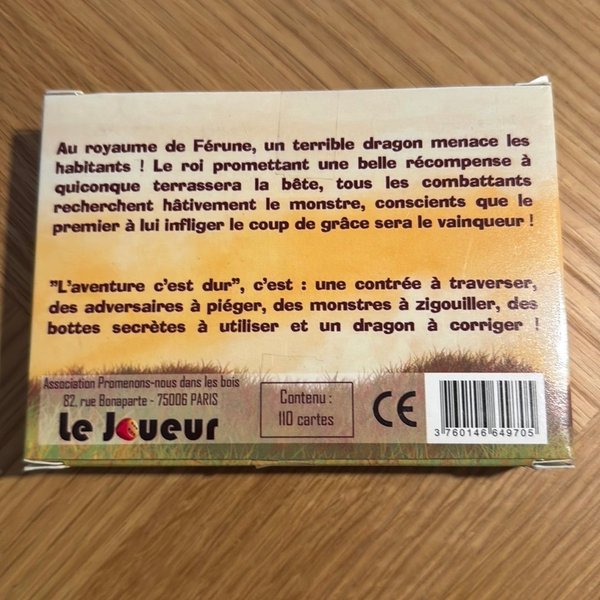 Au royaume de Férune, un terrible dragon menace les
habitants ! Le roi promettant une belle récompense à
quiconque terrassera la bête, tous les combattants
recherchent hâtivement le monstre, conscients que le
premier à lui infliger le coup de grâce sera le vainqueur !
"L'aventure c'est dur", c'est : une contrée à traverser,
des adversaires à piéger, des monstres à zigouiller, des
bottes secrètes à utiliser et un dragon à corriger !
Association Promenons-nous dans les bois
82, rue Bonaparte - 75006 PARIS
Le Joueur
Contenu :
110 cartes
CE
3 760146 649705